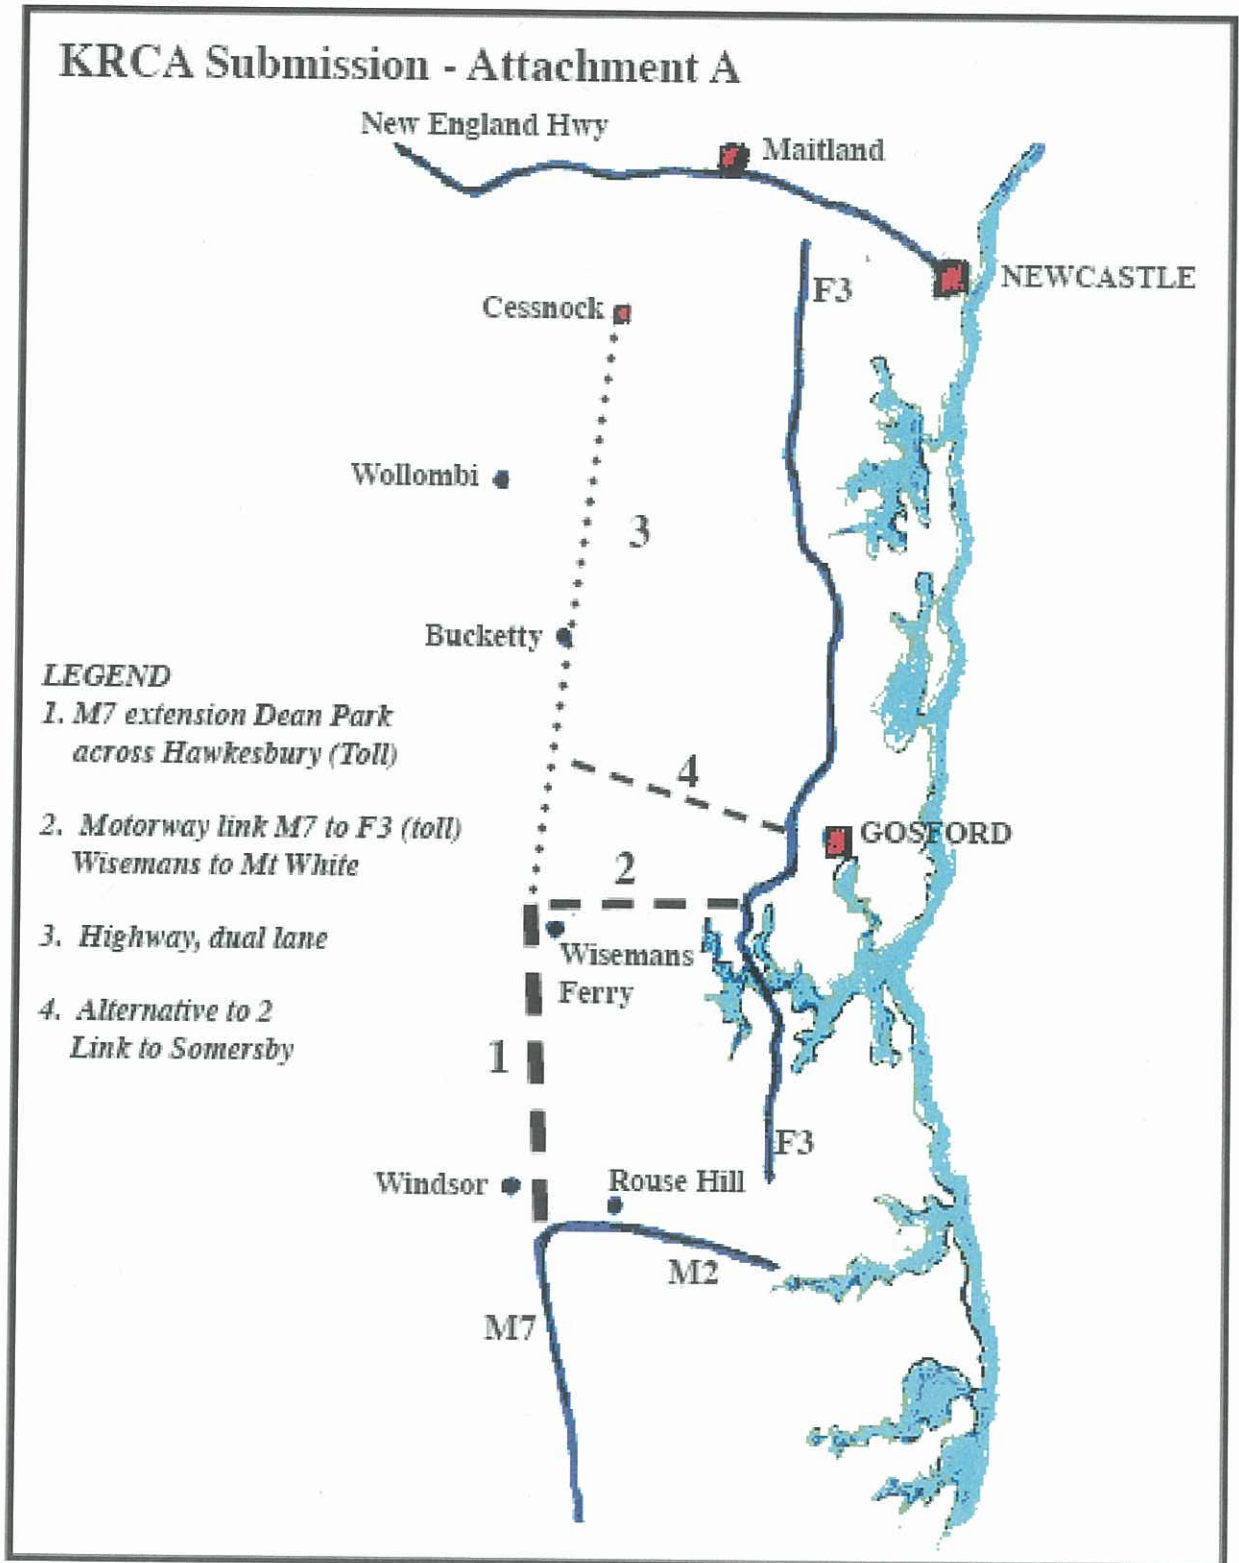 KRCA Submission - Attachment A
New England Hwy
Maitland
NEWCASTLE
F3
Cessnock
Wollombi
3
Bucketty
LEGEND
1. M7 extension Dean Park
across Hawkesbury (Toll)
4
2. Motorway link M7 to F3 (toll)
Wisemans to Mt White
GOSFORD
2
3. Highway, dual lane
Wisemans
Ferry
4. Alternative to 2
Link to Somersby
1
F3
Windsor
Rouse Hill
M2
M7